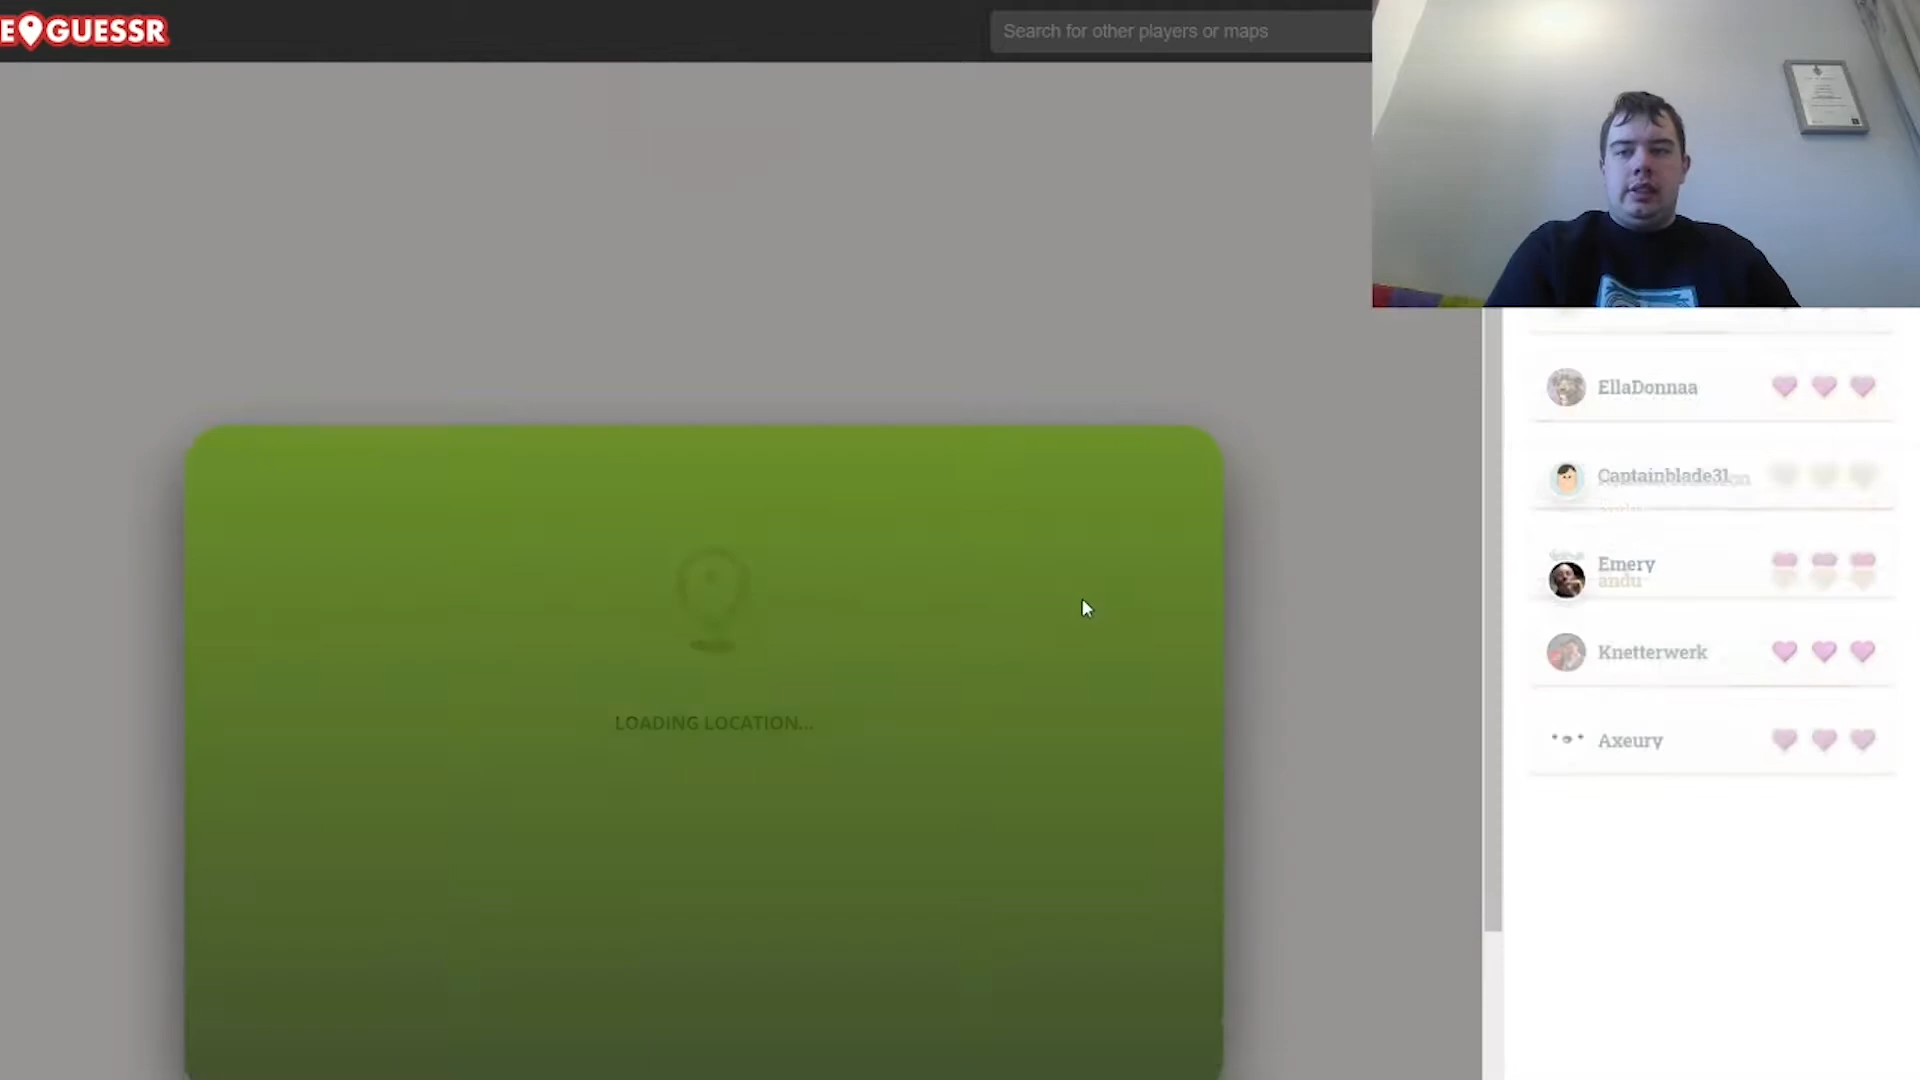 E GUESSR
Search for other players or maps
EllaDonnaa
Captainblade31
Emery
andu
Knetterwerk
Axeury
LOADING LOCATION...